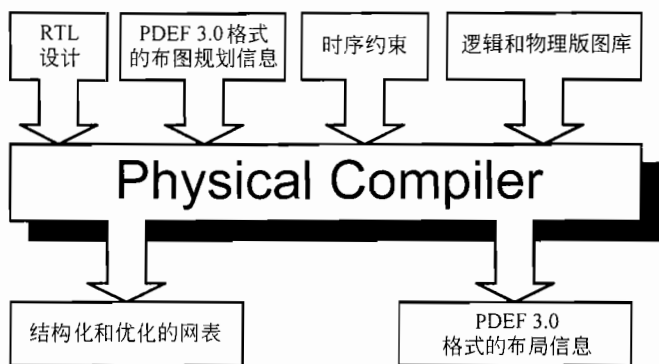 RTL
设计
PDEF 3.0格式
的布图规划信息
时序约束
逻辑和物理版图库
Physical Compiler
结构化和优化的网表
PDEF 3.0
格式的布局信息